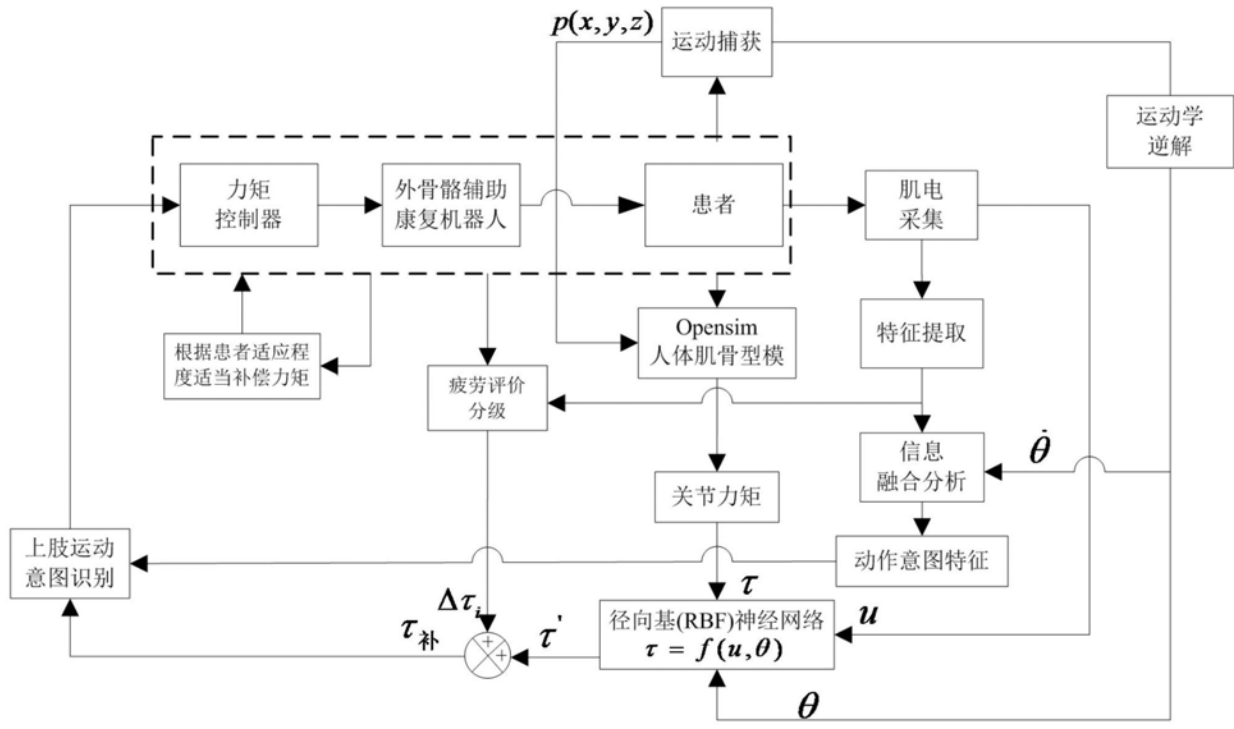 p(x,y,z)
运动捕获
运动学
逆解
力矩
控制器
外骨骼辅助
康复机器人
患者
肌电
采集
根据患者适应程
度适当补偿力矩
Opensim
人体肌骨型模
特征提取
疲劳评价
分级
信息
融合分析
θ̇
关节力矩
上肢运动
意图识别
动作意图特征
τ
Δτᵢ
τ补
+
+
τ'
径向基(RBF)神经网络
τ = f(u,θ)
u
θ